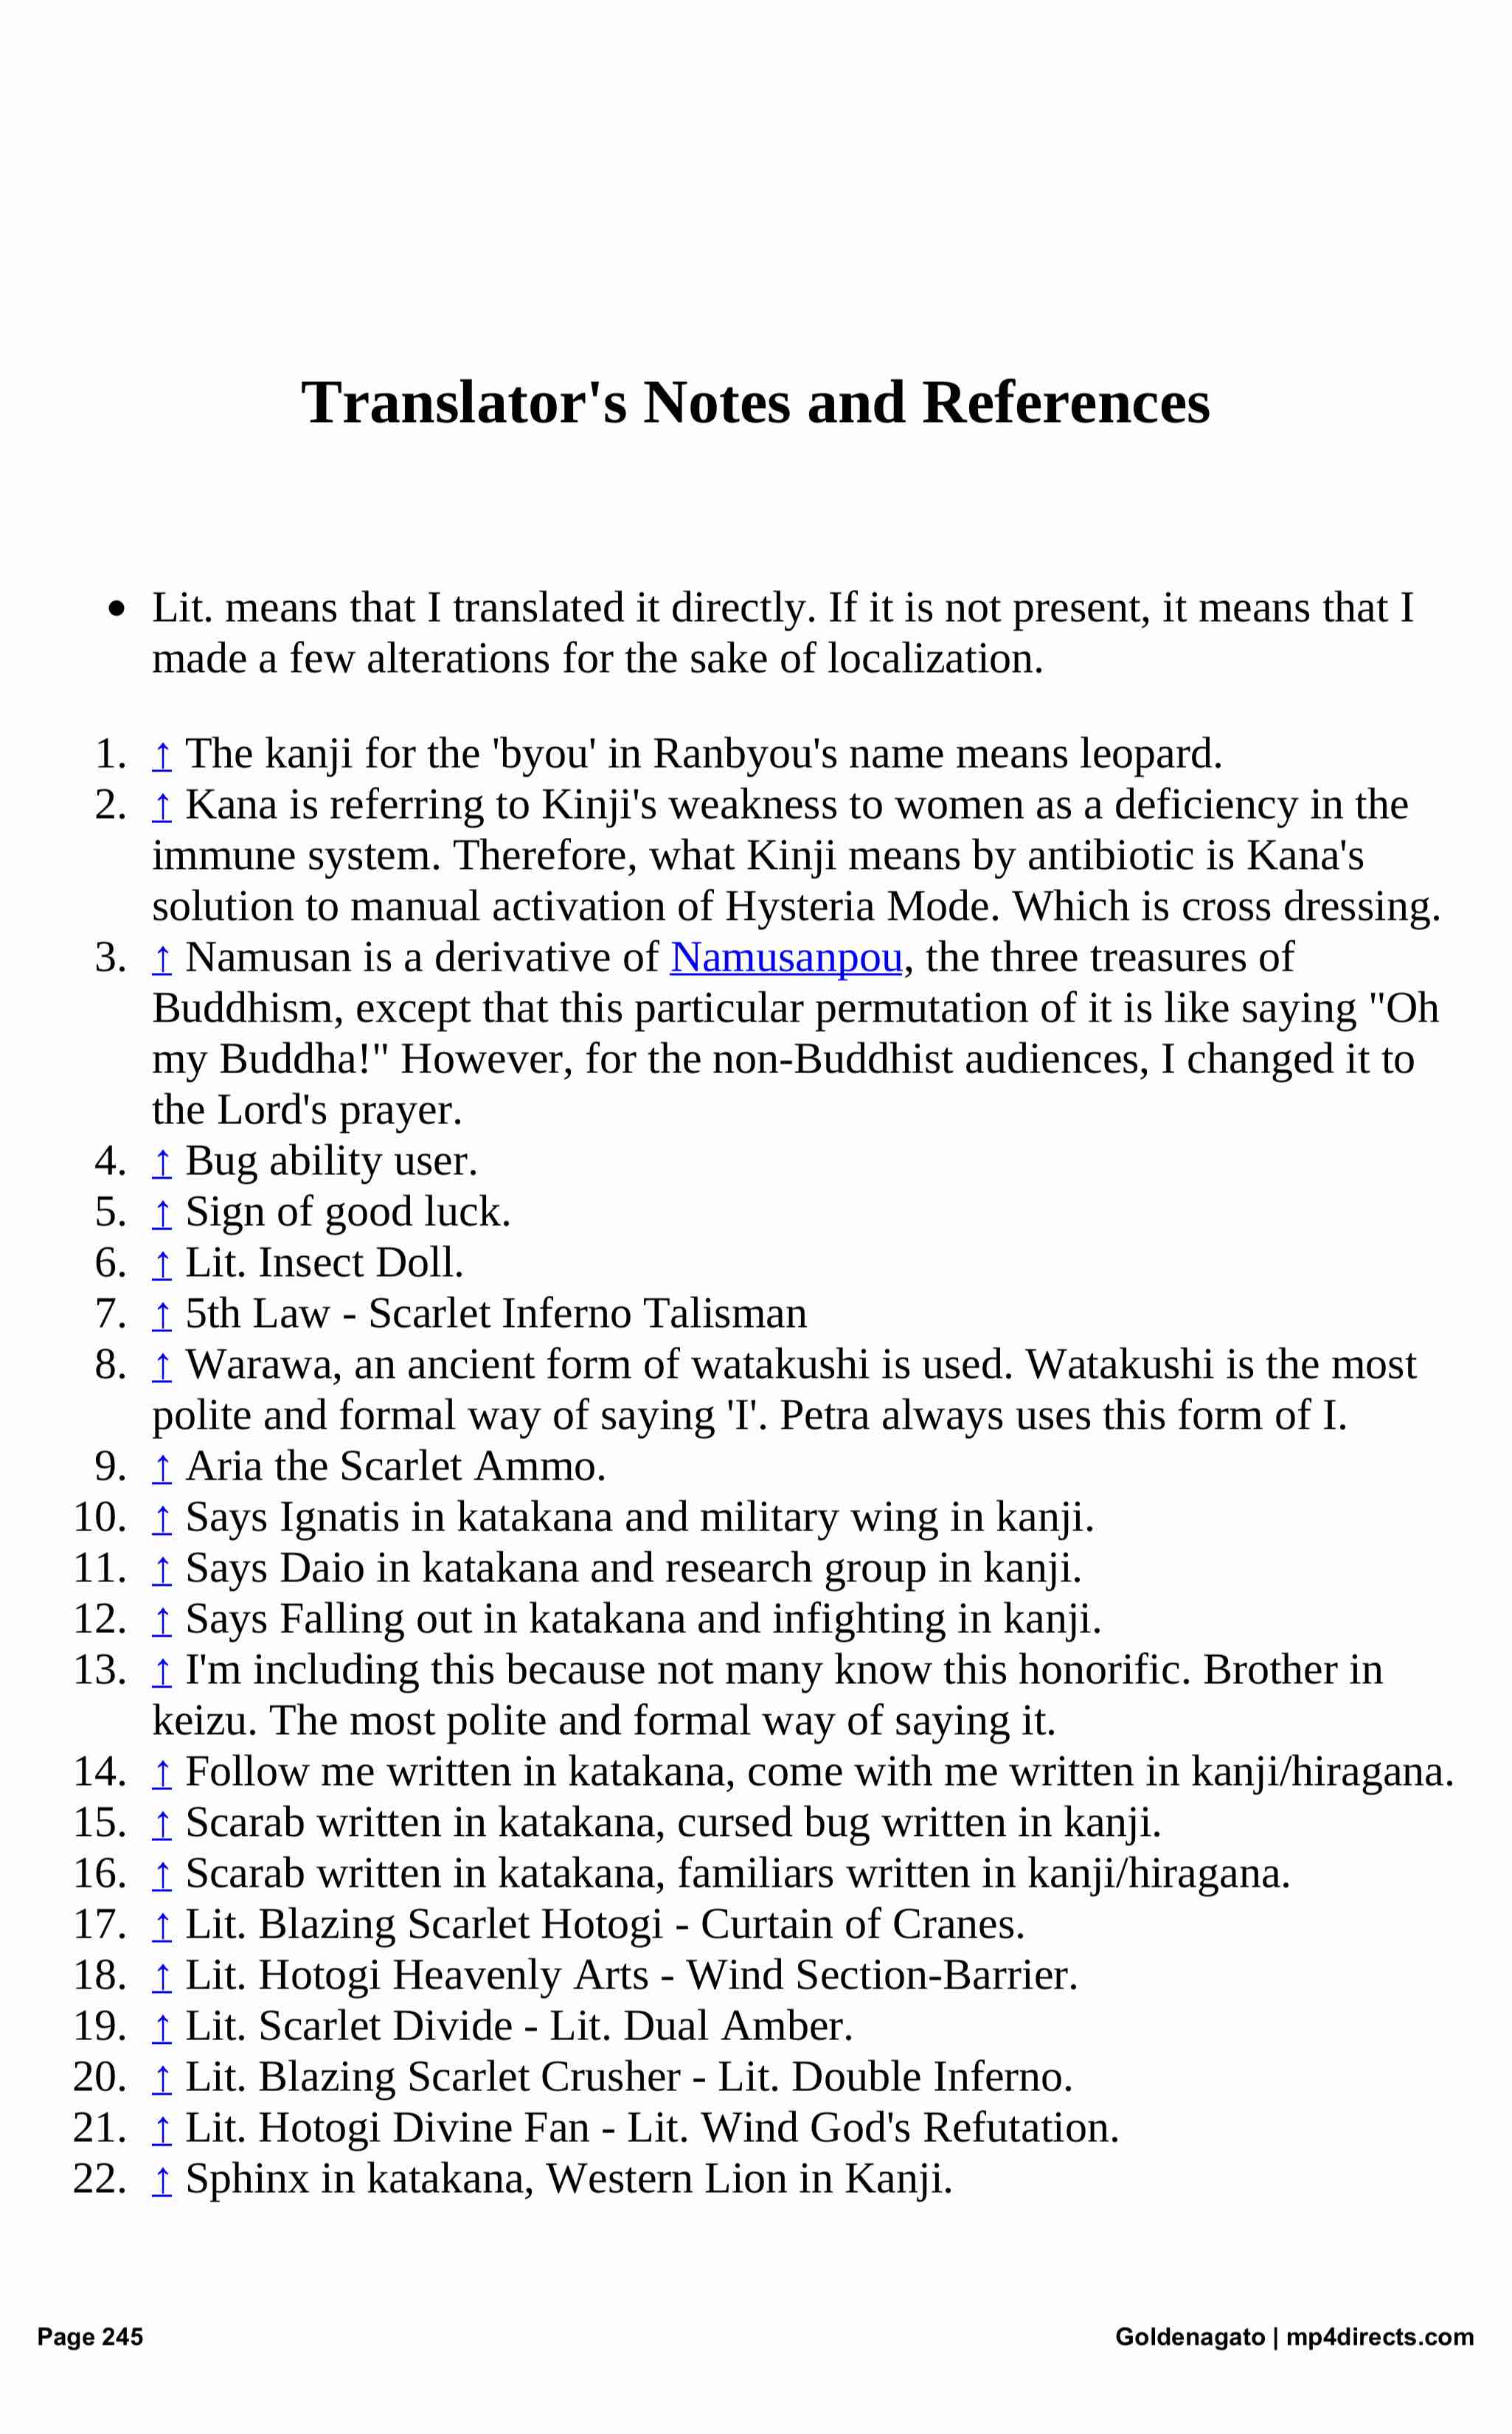 Translator's Notes and References
• Lit. means that I translated it directly. If it is not present, it means that I
made a few alterations for the sake of localization.
1. ↑ The kanji for the 'byou' in Ranbyou's name means leopard.
2. ↑ Kana is referring to Kinji's weakness to women as a deficiency in the
immune system. Therefore, what Kinji means by antibiotic is Kana's
solution to manual activation of Hysteria Mode. Which is cross dressing.
3. ↑ Namusan is a derivative of Namusanpou, the three treasures of
Buddhism, except that this particular permutation of it is like saying "Oh
my Buddha!" However, for the non-Buddhist audiences, I changed it to
the Lord's prayer.
4. ↑ Bug ability user.
5. ↑ Sign of good luck.
6. ↑ Lit. Insect Doll.
7. ↑ 5th Law - Scarlet Inferno Talisman
8. ↑ Warawa, an ancient form of watakushi is used. Watakushi is the most
polite and formal way of saying 'I'. Petra always uses this form of I.
9. ↑ Aria the Scarlet Ammo.
10. ↑ Says Ignatis in katakana and military wing in kanji.
11. ↑ Says Daio in katakana and research group in kanji.
12. ↑ Says Falling out in katakana and infighting in kanji.
13. ↑ I'm including this because not many know this honorific. Brother in
keizu. The most polite and formal way of saying it.
14. ↑ Follow me written in katakana, come with me written in kanji/hiragana.
15. ↑ Scarab written in katakana, cursed bug written in kanji.
16. ↑ Scarab written in katakana, familiars written in kanji/hiragana.
17. ↑ Lit. Blazing Scarlet Hotogi - Curtain of Cranes.
18. ↑ Lit. Hotogi Heavenly Arts - Wind Section-Barrier.
19. ↑ Lit. Scarlet Divide - Lit. Dual Amber.
20. ↑ Lit. Blazing Scarlet Crusher - Lit. Double Inferno.
21. ↑ Lit. Hotogi Divine Fan - Lit. Wind God's Refutation.
22. ↑ Sphinx in katakana, Western Lion in Kanji.
Page 245
Goldenagato | mp4directs.com